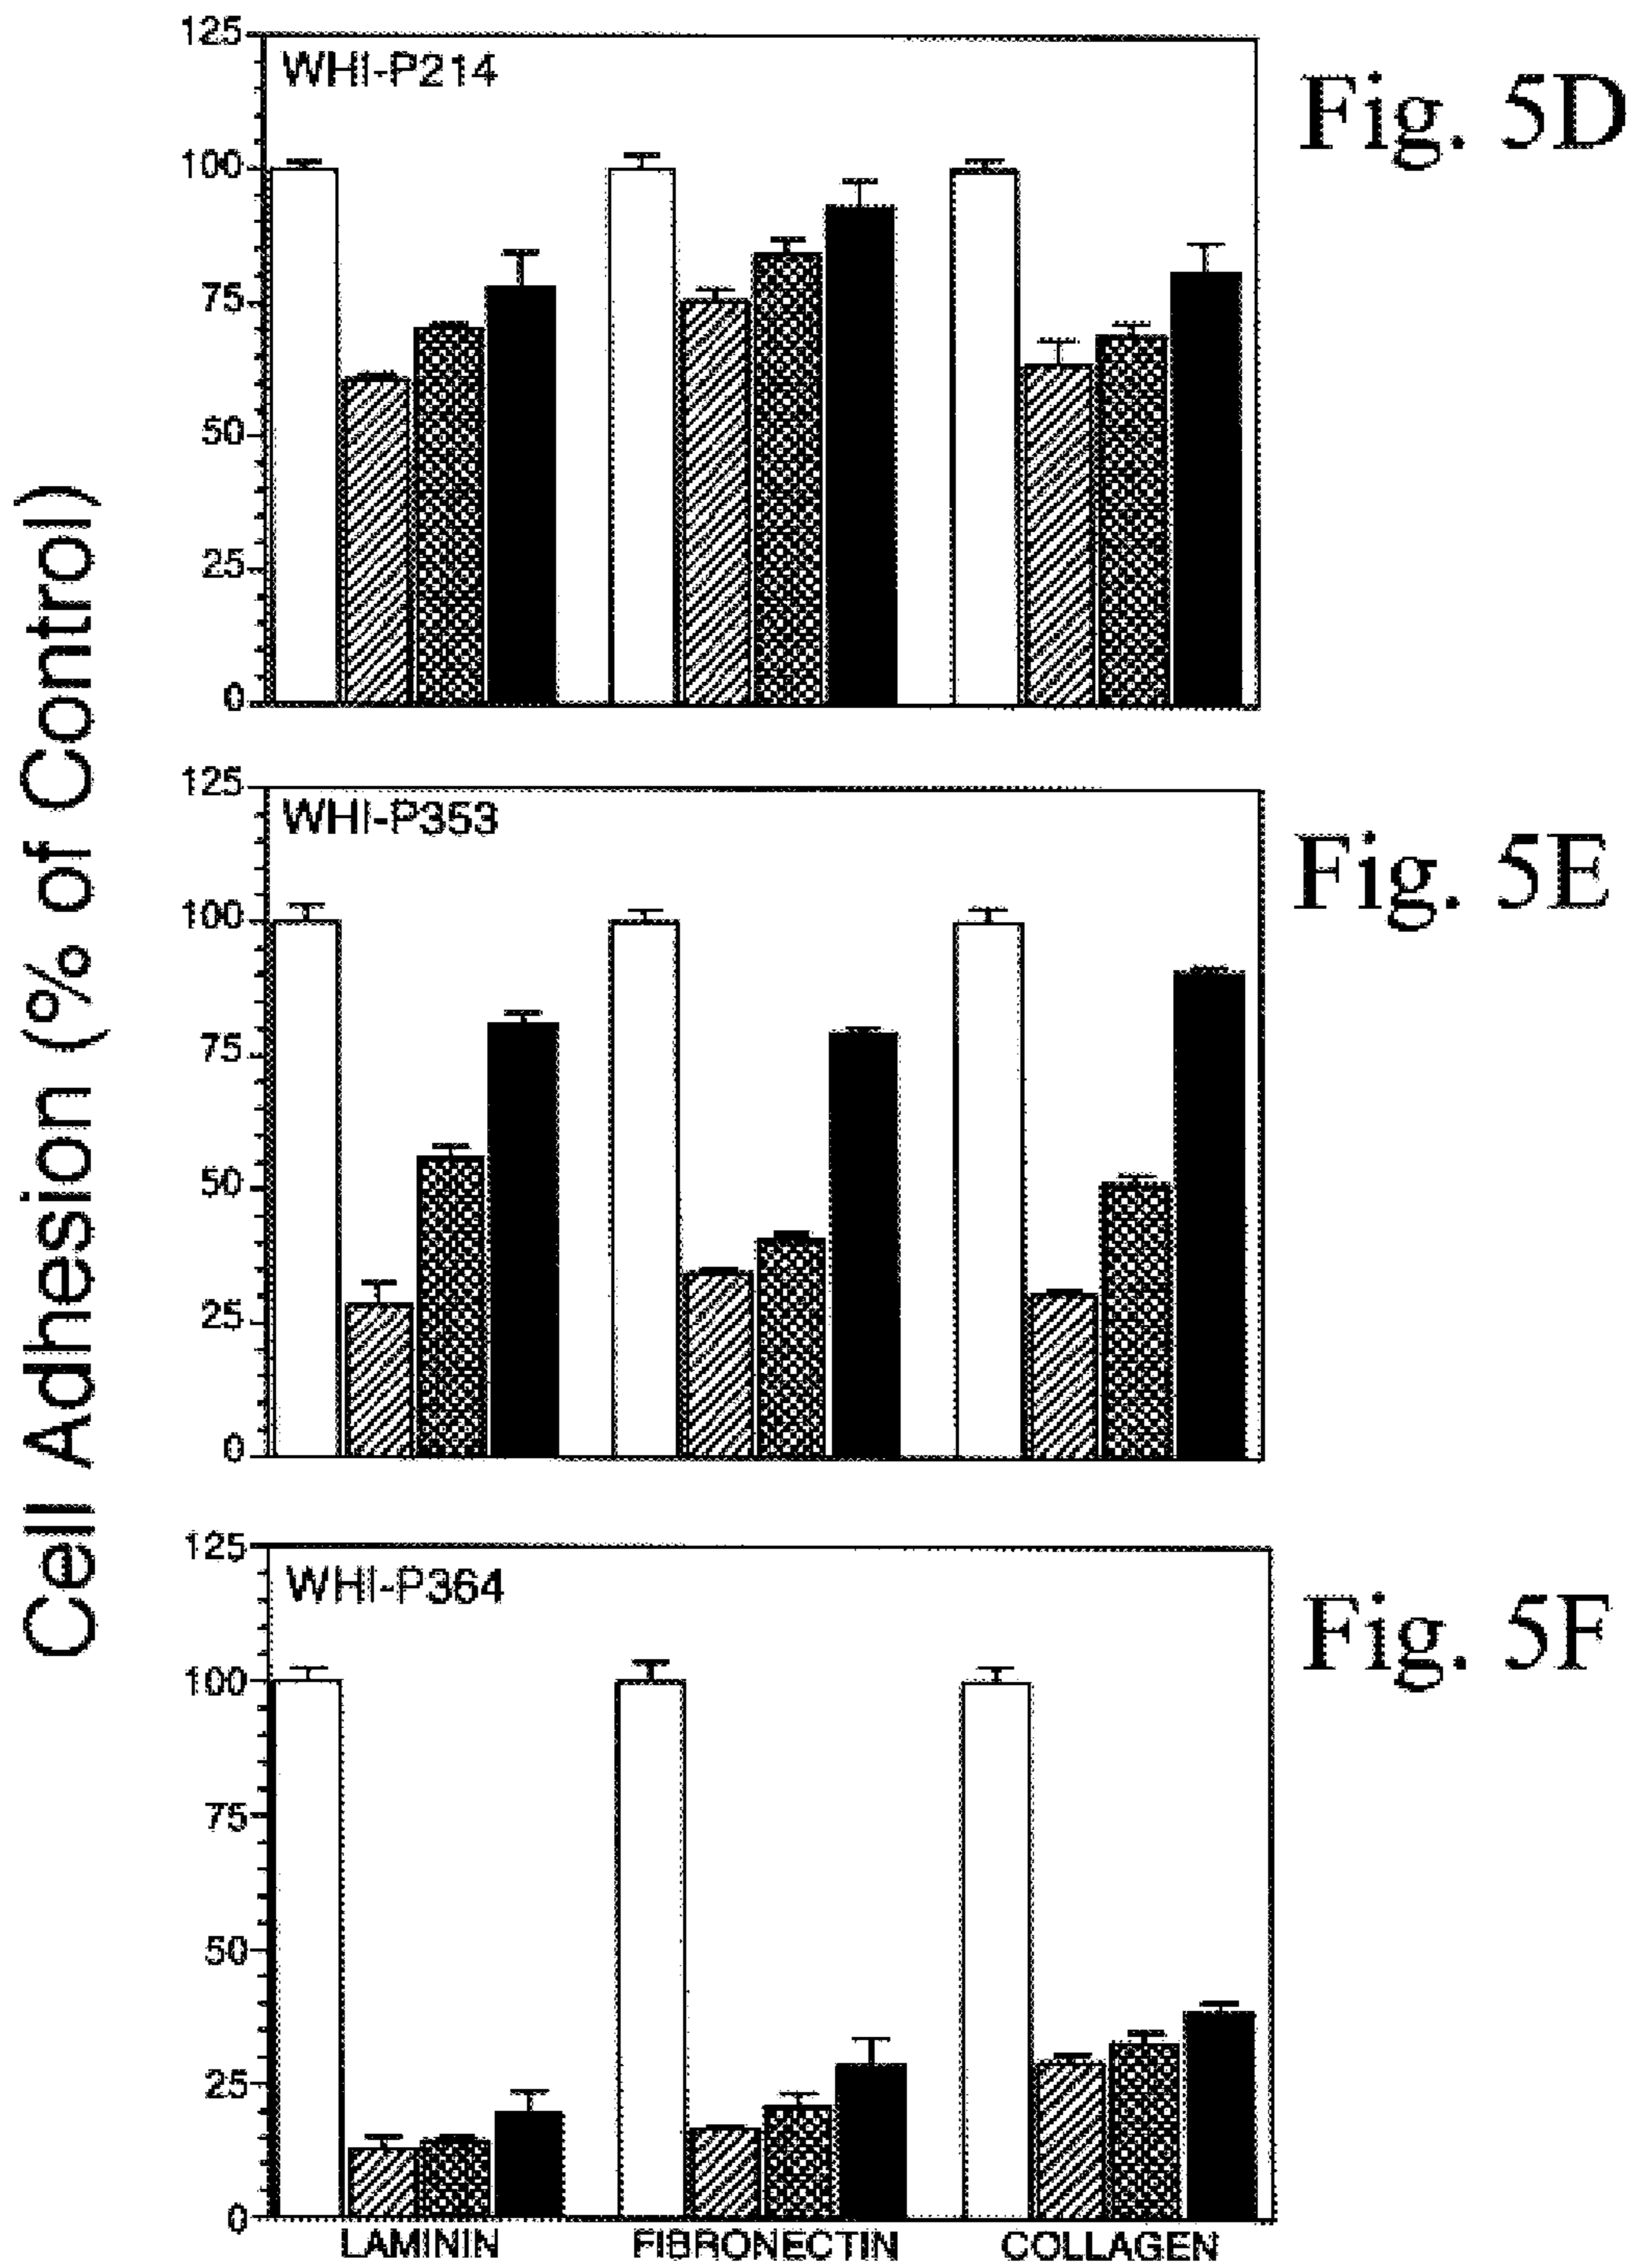 Cell Adhesion (% of Control)
125
100
75
50
25
0
WHI-P214
Fig. 5D
125
100
75
50
25
0
WHI-P353
Fig. 5E
125
100
75
50
25
0
WHI-P364
Fig. 5F
LAMININ FIBRONECTIN COLLAGEN